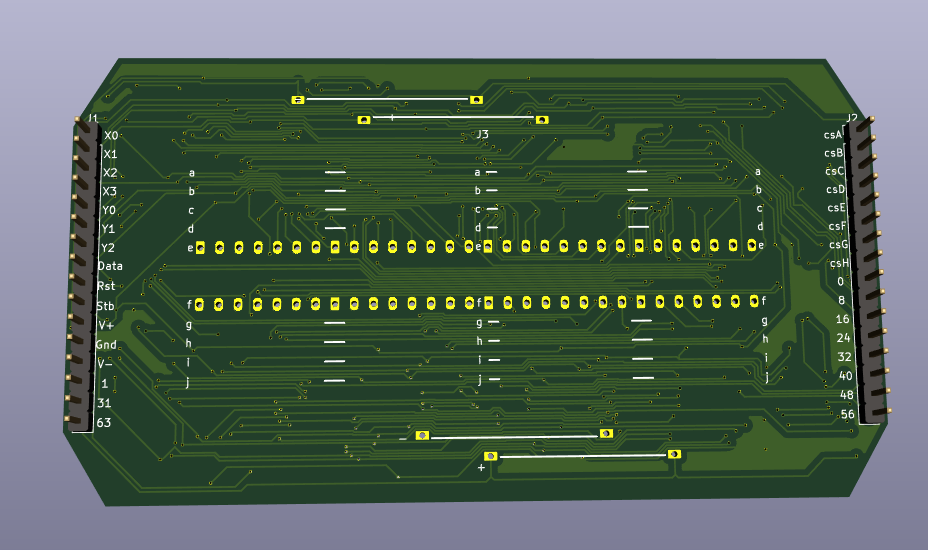 J1
J2
+
J3
X0
X1
X2
X3
Y0
Y1
Y2
Data
Rst
Stb
V+
Gnd
V−
1
31
63
a
b
c
d
e
f
g
h
i
j
a
b
c
d
e
f
g
h
i
j
a
b
c
d
e
f
g
h
i
j
csA
csB
csC
csD
csE
csF
csG
csH
0
8
16
24
32
40
48
56
−
+